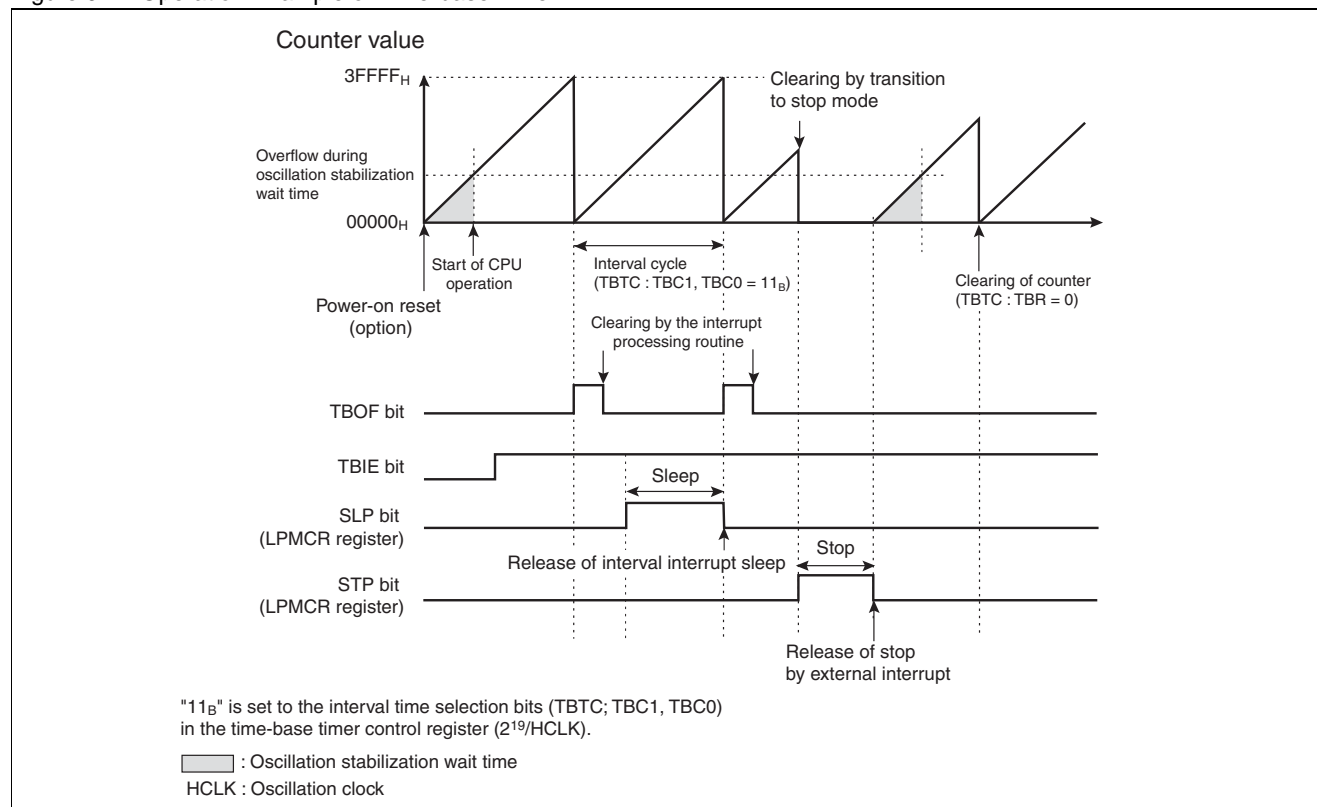 Counter value
3FFFFH
Clearing by transition
to stop mode
Overflow during
oscillation stabilization
wait time
00000H
Start of CPU
operation
Interval cycle
(TBTC : TBC1, TBC0 = 11B)
Clearing of counter
(TBTC : TBR = 0)
Power-on reset
(option)
Clearing by the interrupt
processing routine
TBOF bit
TBIE bit
Sleep
SLP bit
(LPMCR register)
Release of interval interrupt sleep
Stop
STP bit
(LPMCR register)
Release of stop
by external interrupt
"11B" is set to the interval time selection bits (TBTC; TBC1, TBC0)
in the time-base timer control register (2¹⁹/HCLK).
: Oscillation stabilization wait time
HCLK : Oscillation clock